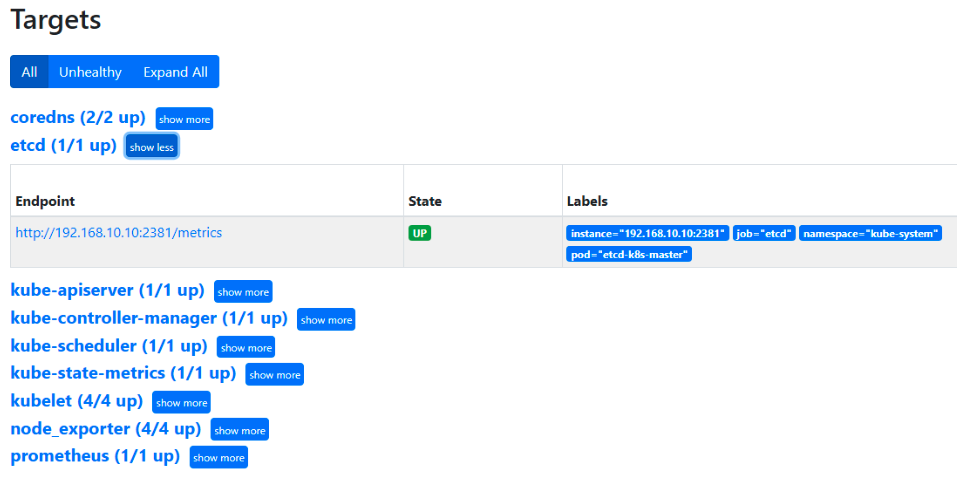 Targets
All Unhealthy Expand All
coredns (2/2 up) show more
etcd (1/1 up) show less
Endpoint State Labels
http://192.168.10.10:2381/metrics UP instance="192.168.10.10:2381" job="etcd" namespace="kube-system"
pod="etcd-k8s-master"
kube-apiserver (1/1 up) show more
kube-controller-manager (1/1 up) show more
kube-scheduler (1/1 up) show more
kube-state-metrics (1/1 up) show more
kubelet (4/4 up) show more
node_exporter (4/4 up) show more
prometheus (1/1 up) show more